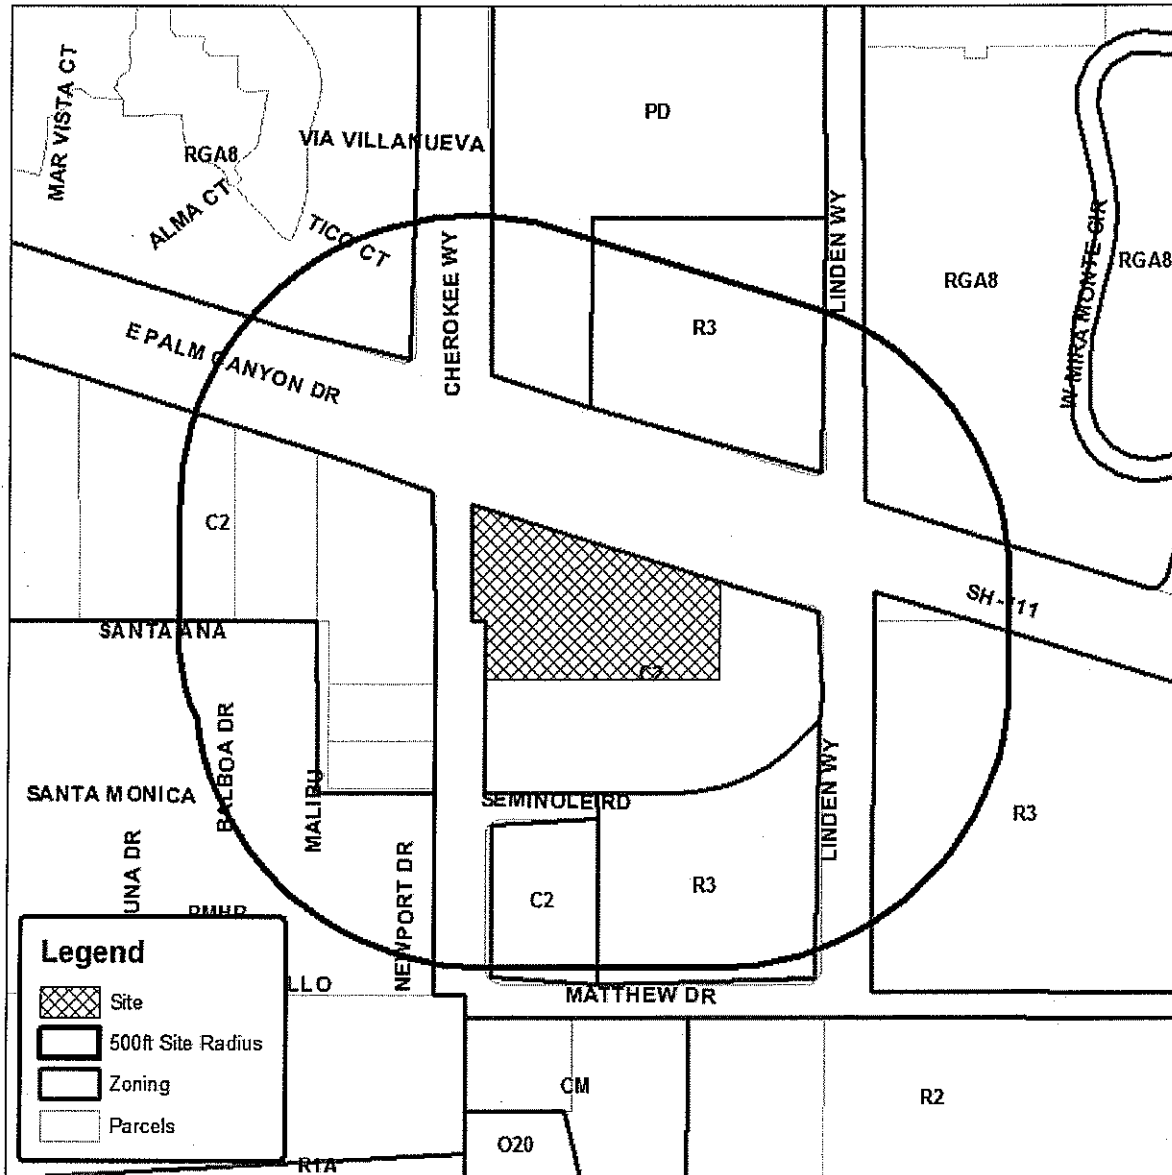 MAR VISTA CT
PD
VIA VILLANUEVA
RGA8
ALMA CT
TICO CT
LINDEN WY
W MIRA MONTE CIR
RGA8
RGA8
CHEROKEE WY
R3
E PALM CANYON DR
C2
SH-111
SANTA ANA
C2
BALBOA DR
LINDEN WY
SANTA MONICA
MALIBU
SEMINOLE RD
R3
UNA DR
NEWPORT DR
C2
R3
PMHP
LLO
MATTHEW DR
Legend
Site
500ft Site Radius
Zoning
Parcels
CM
R2
O20
R1A